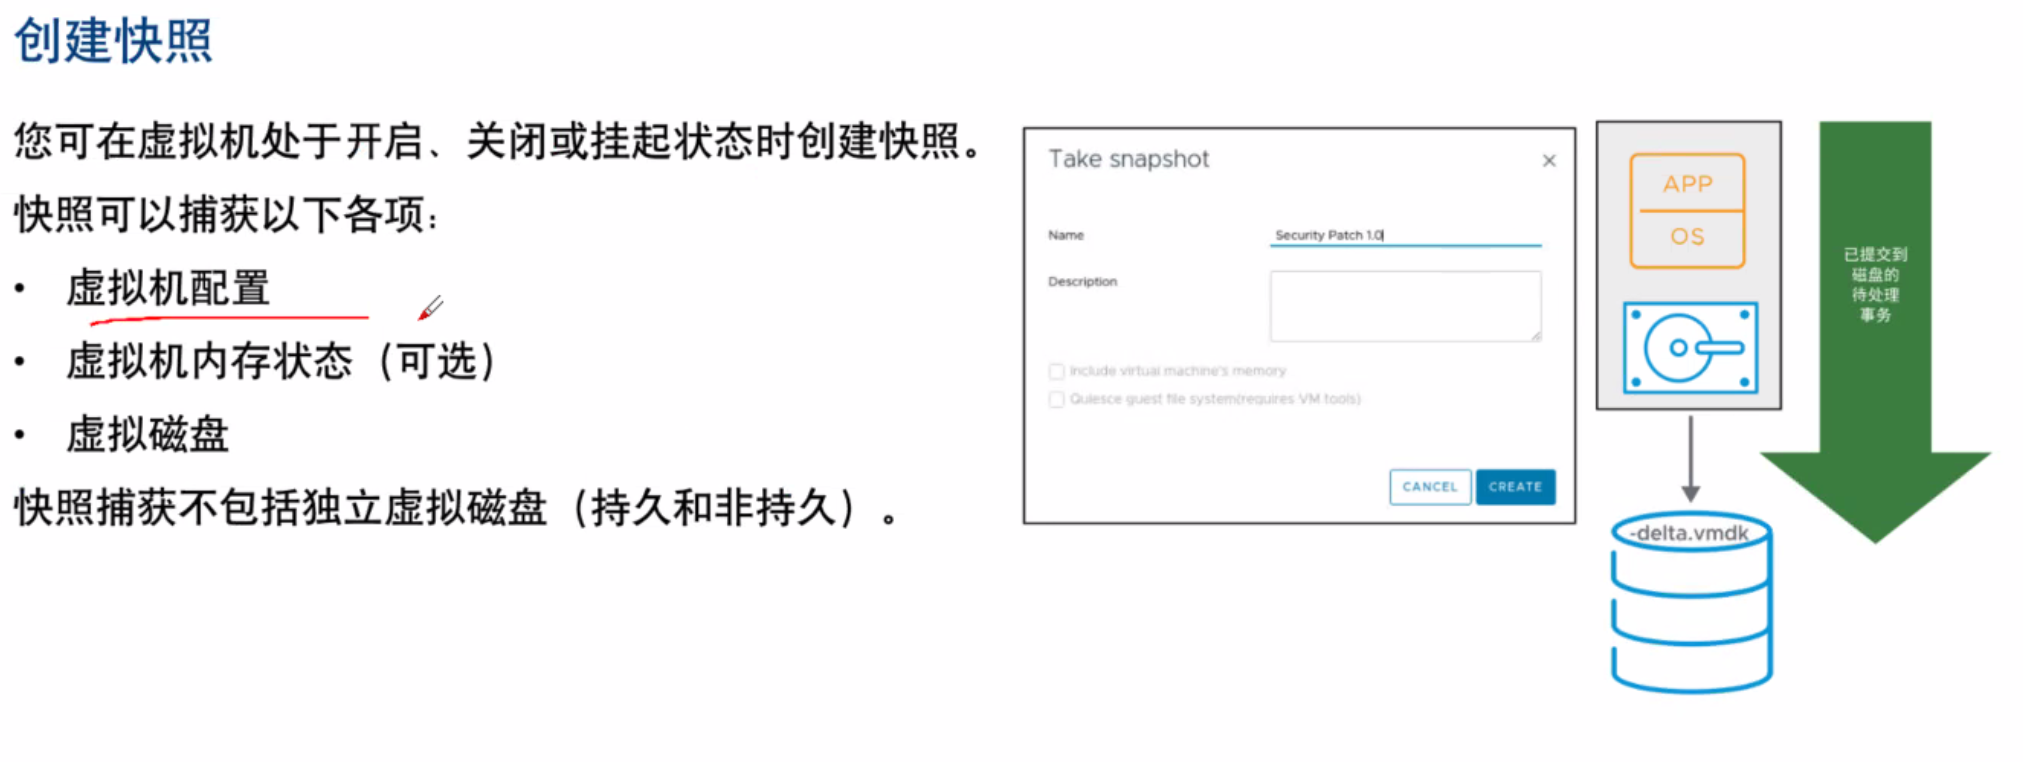 创建快照
您可在虚拟机处于开启、关闭或挂起状态时创建快照。
快照可以捕获以下各项:
• 虚拟机配置
• 虚拟机内存状态（可选）
• 虚拟磁盘
快照捕获不包括独立虚拟磁盘（持久和非持久）。
Take snapshot
Name
Security Patch 1.0
Description
Include virtual machine's memory
Quiesce guest file system(requires VM tools)
CANCEL
CREATE
APP
OS
-delta.vmdk
已提交到
磁盘的
待处理
事务